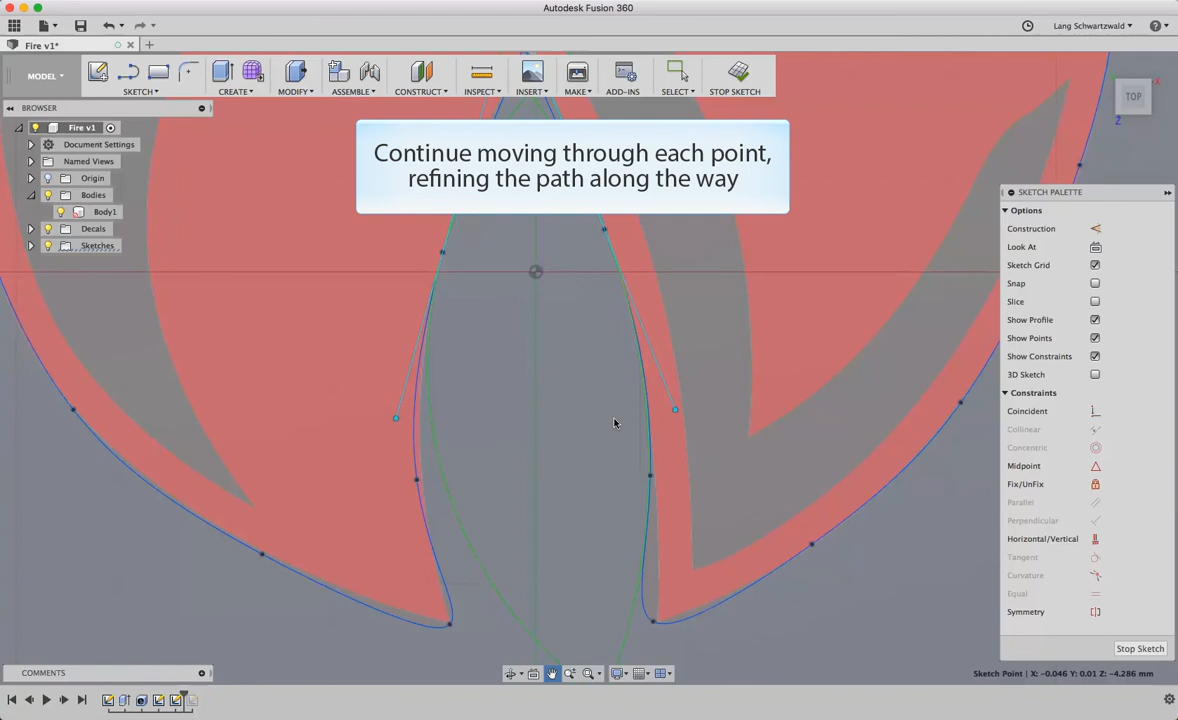 Autodesk Fusion 360
Lang Schwartzwald
Fire v1*
MODEL
SKETCH
CREATE
MODIFY
ASSEMBLE
CONSTRUCT
INSPECT
INSERT
MAKE
ADD-INS
SELECT
STOP SKETCH
TOP
X
Z
BROWSER
Fire v1
Document Settings
Named Views
Origin
Bodies
Body1
Decals
Sketches
Continue moving through each point,
refining the path along the way
SKETCH PALETTE
Options
Construction
Look At
Sketch Grid
Snap
Slice
Show Profile
Show Points
Show Constraints
3D Sketch
Constraints
Coincident
Collinear
Concentric
Midpoint
Fix/UnFix
Parallel
Perpendicular
Horizontal/Vertical
Tangent
Curvature
Equal
Symmetry
Stop Sketch
COMMENTS
Sketch Point | X: -0.046 Y: 0.01 Z: -4.286 mm